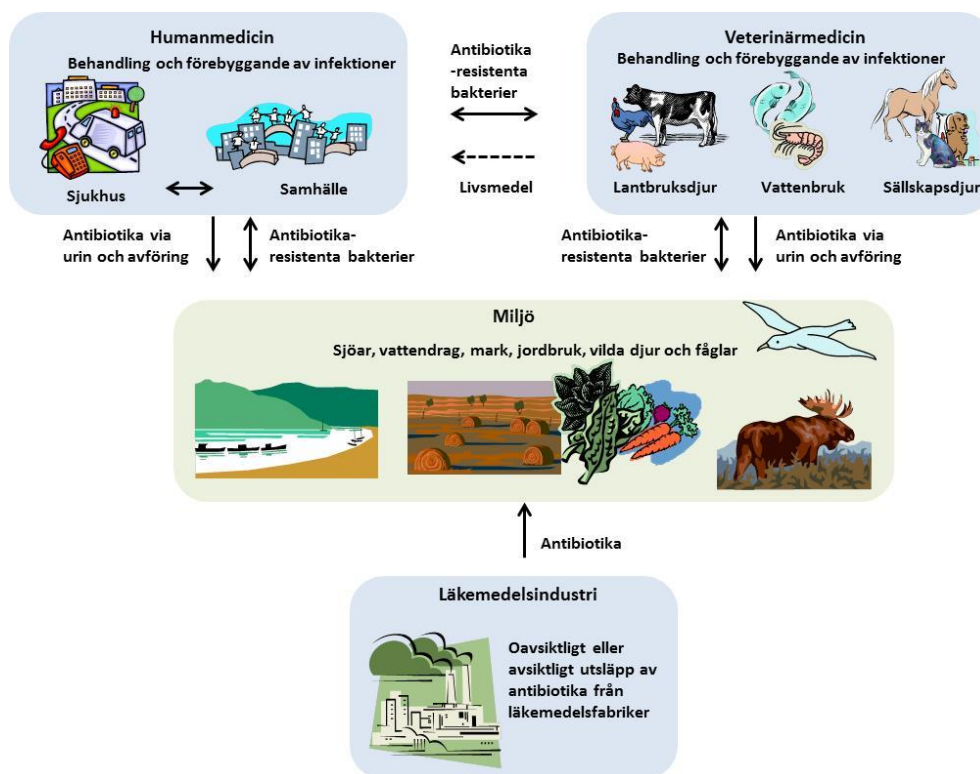 Humanmedicin
Behandling och förebyggande av infektioner
Sjukhus
Samhälle
Antibiotika
-resistenta
bakterier
Livsmedel
Veterinärmedicin
Behandling och förebyggande av infektioner
Lantbruksdjur
Vattenbruk
Sällskapsdjur
Antibiotika via
urin och avföring
Antibiotika-
resistenta bakterier
Antibiotika-
resistenta bakterier
Antibiotika via
urin och avföring
Miljö
Sjöar, vattendrag, mark, jordbruk, vilda djur och fåglar
Antibiotika
Läkemedelsindustri
Oavsiktligt eller
avsiktligt utsläpp av
antibiotika från
läkemedelsfabriker